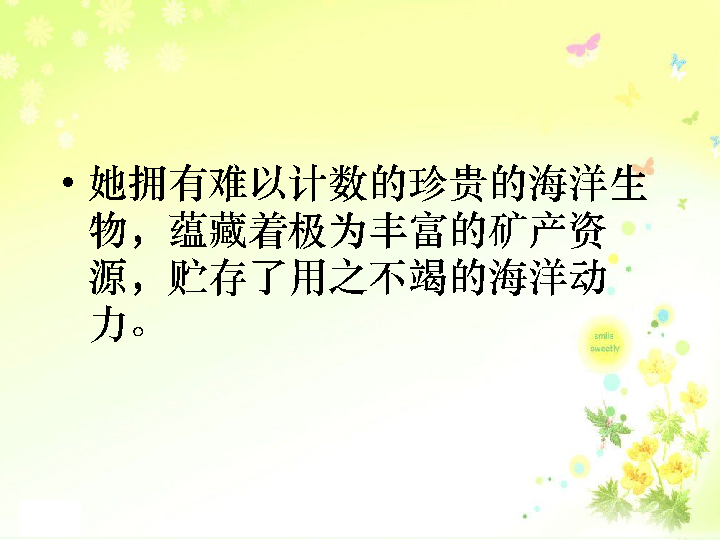 • 她拥有难以计数的珍贵的海洋生
物，蕴藏着极为丰富的矿产资
源，贮存了用之不竭的海洋动
力。
smile
sweetly